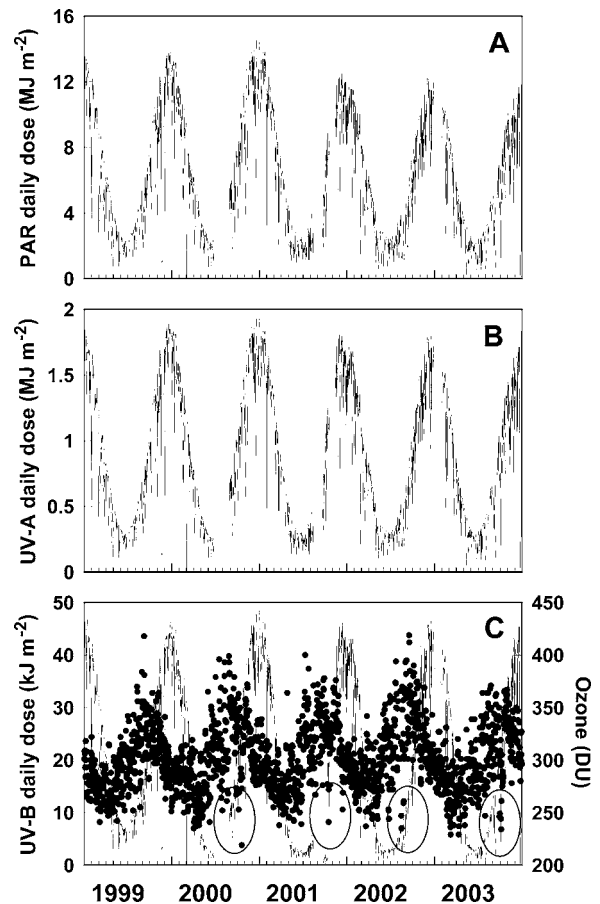 A
PAR daily dose (MJ m⁻²)
16
12
8
4
0
B
UV-A daily dose (MJ m⁻²)
2
1.5
1
0.5
0
C
UV-B daily dose (kJ m⁻²)
50
40
30
20
10
0
Ozone (DU)
450
400
350
300
250
200
1999 2000 2001 2002 2003